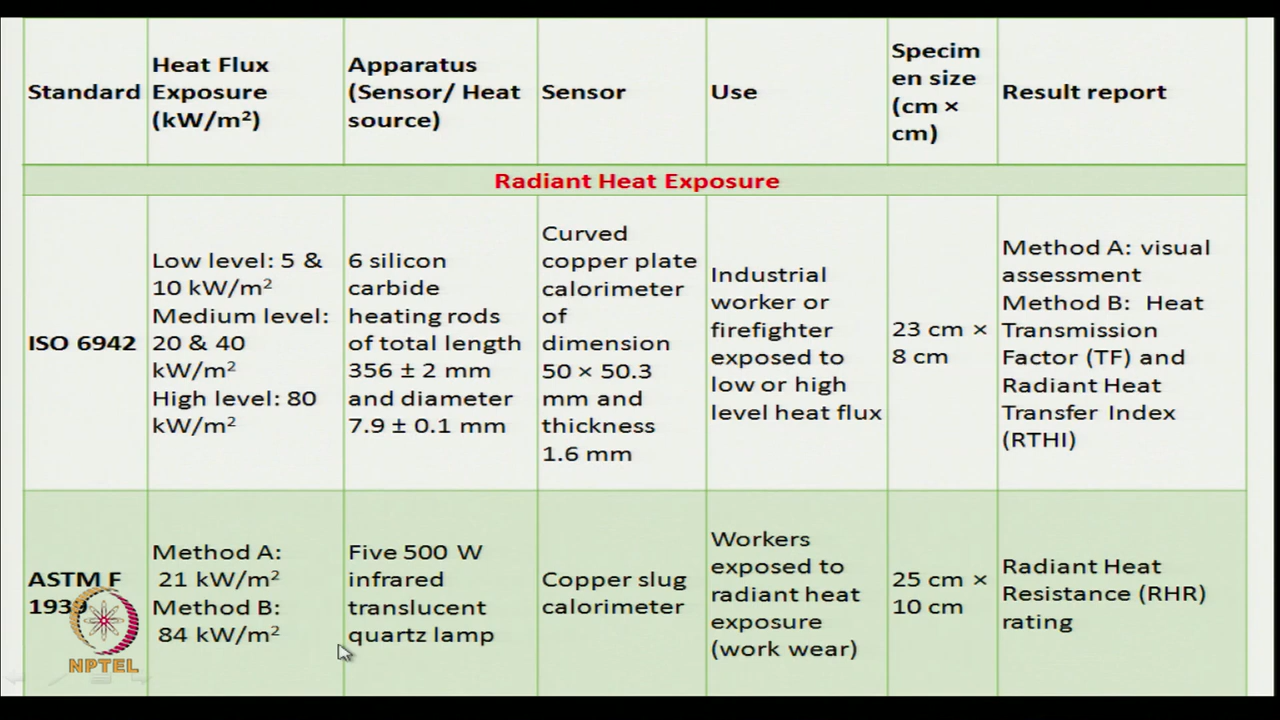 Standard
Heat Flux
Exposure
(kW/m²)
Apparatus
(Sensor/ Heat
source)
Sensor
Use
Specim
en size
(cm ×
cm)
Result report
Radiant Heat Exposure
ISO 6942
Low level: 5 &
10 kW/m²
Medium level:
20 & 40
kW/m²
High level: 80
kW/m²
6 silicon
carbide
heating rods
of total length
356 ± 2 mm
and diameter
7.9 ± 0.1 mm
Curved
copper plate
calorimeter
of
dimension
50 × 50.3
mm and
thickness
1.6 mm
Industrial
worker or
firefighter
exposed to
low or high
level heat flux
23 cm ×
8 cm
Method A: visual
assessment
Method B: Heat
Transmission
Factor (TF) and
Radiant Heat
Transfer Index
(RTHI)
ASTM F
1939
Method A:
21 kW/m²
Method B:
84 kW/m²
Five 500 W
infrared
translucent
quartz lamp
Copper slug
calorimeter
Workers
exposed to
radiant heat
exposure
(work wear)
25 cm ×
10 cm
Radiant Heat
Resistance (RHR)
rating
NPTEL